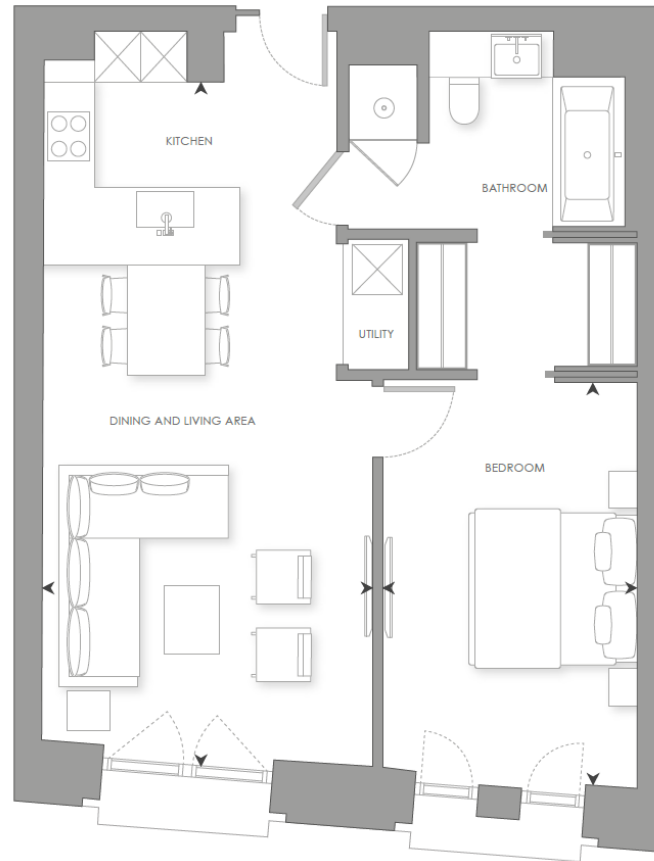 KITCHEN
BATHROOM
UTILITY
DINING AND LIVING AREA
BEDROOM